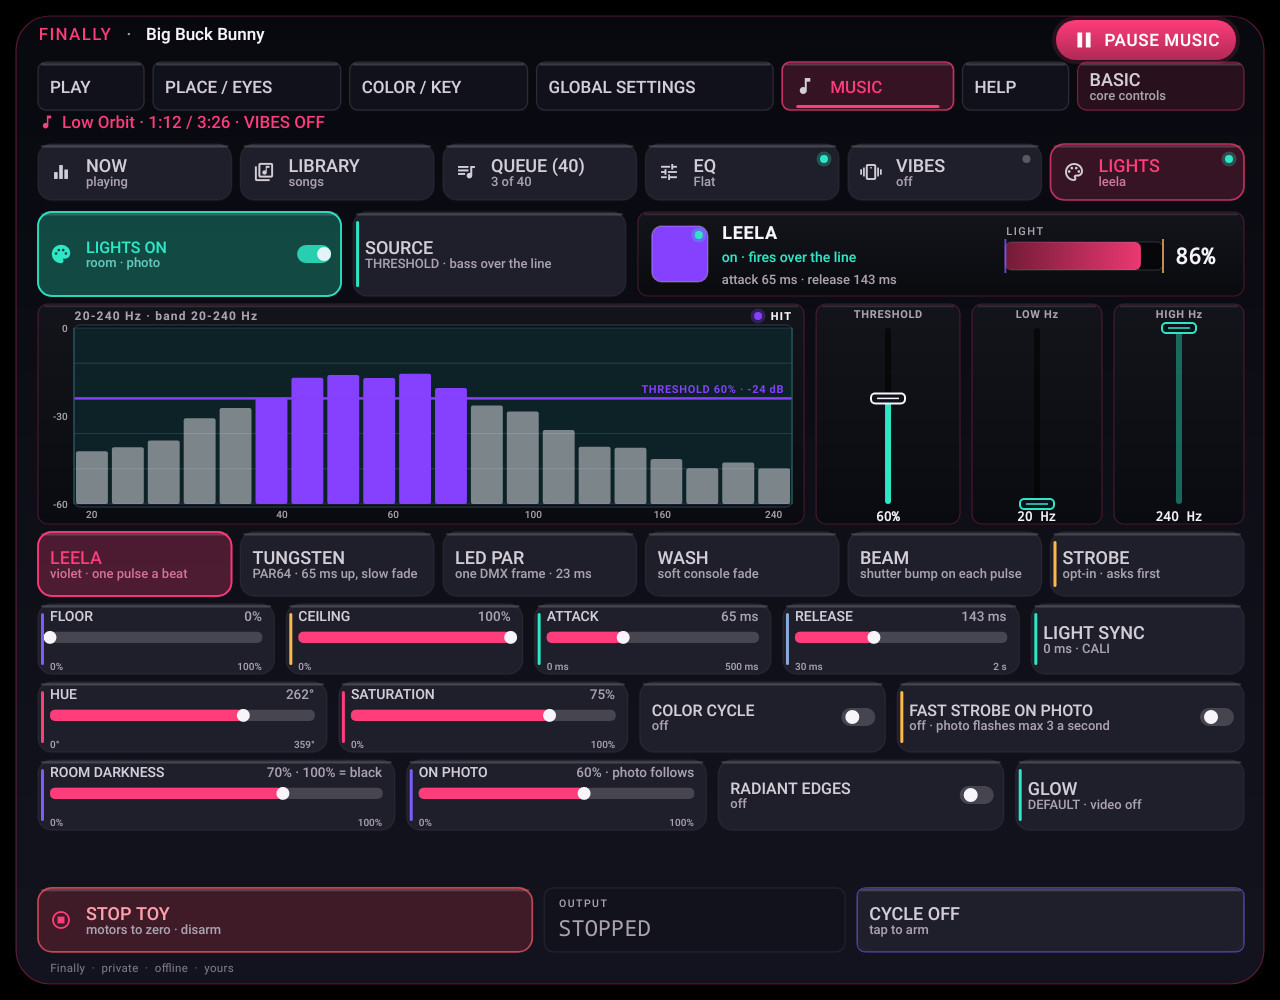 FINALLY · Big Buck Bunny
PAUSE MUSIC
PLAY
PLACE / EYES
COLOR / KEY
GLOBAL SETTINGS
MUSIC
HELP
BASIC
core controls
Low Orbit · 1:12 / 3:26 · VIBES OFF
NOW
playing
LIBRARY
songs
QUEUE (40)
3 of 40
EQ
Flat
VIBES
off
LIGHTS
leela
LIGHTS ON
room · photo
SOURCE
THRESHOLD · bass over the line
LEELA
on · fires over the line
attack 65 ms · release 143 ms
LIGHT
86%
20-240 Hz · band 20-240 Hz
HIT
THRESHOLD 60% · -24 dB
0
-30
-60
20 40 60 100 160 240
THRESHOLD
60%
LOW Hz
20 Hz
HIGH Hz
240 Hz
LEELA
violet · one pulse a beat
TUNGSTEN
PAR64 · 65 ms up, slow fade
LED PAR
one DMX frame · 23 ms
WASH
soft console fade
BEAM
shutter bump on each pulse
STROBE
opt-in · asks first
FLOOR 0%
0% 100%
CEILING 100%
0%
ATTACK 65 ms
0 ms 500 ms
RELEASE 143 ms
30 ms 2 s
LIGHT SYNC
0 ms · CALI
HUE 262°
0° 359°
SATURATION 75%
0% 100%
COLOR CYCLE
off
FAST STROBE ON PHOTO
off · photo flashes max 3 a second
ROOM DARKNESS 70% · 100% = black
0% 100%
ON PHOTO 60% · photo follows
0% 100%
RADIANT EDGES
off
GLOW
DEFAULT · video off
STOP TOY
motors to zero · disarm
OUTPUT
STOPPED
CYCLE OFF
tap to arm
Finally · private · offline · yours